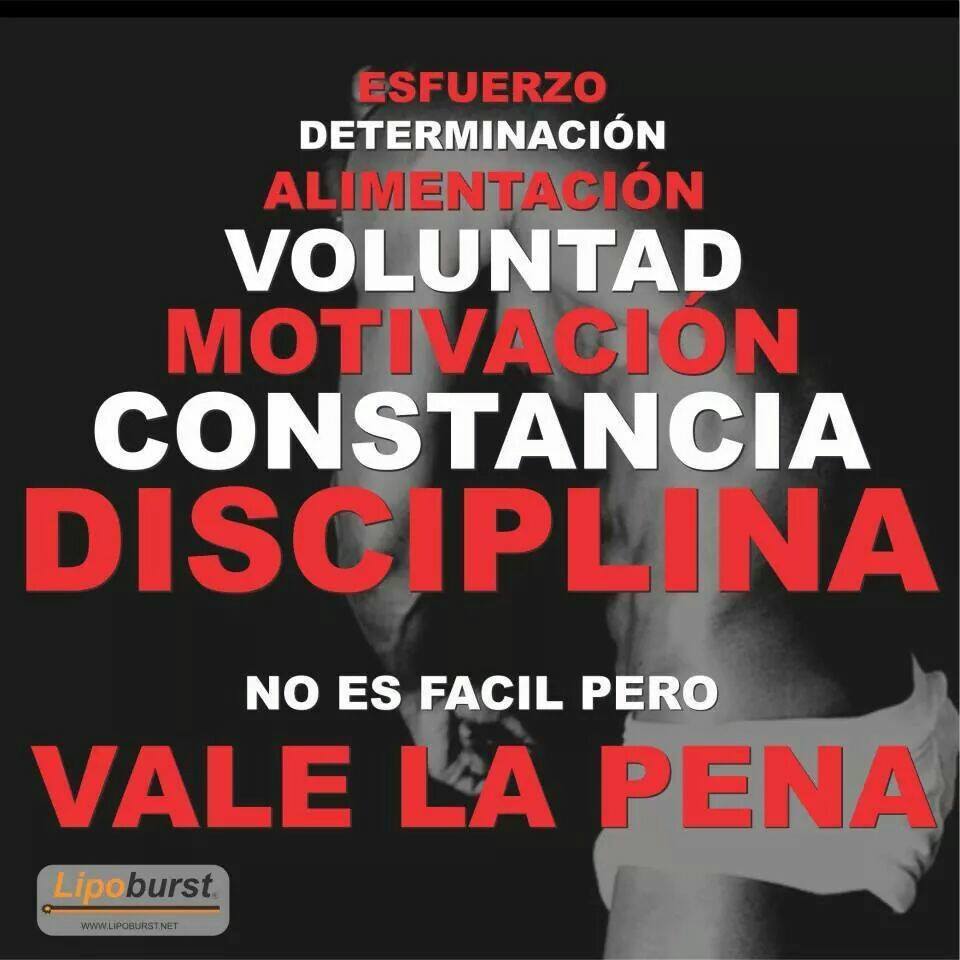 ESFUERZO
DETERMINACIÓN
ALIMENTACIÓN
VOLUNTAD
MOTIVACIÓN
CONSTANCIA
DISCIPLINA
NO ES FACIL PERO
VALE LA PENA
Lipoburst®
WWW.LIPOBURST.NET